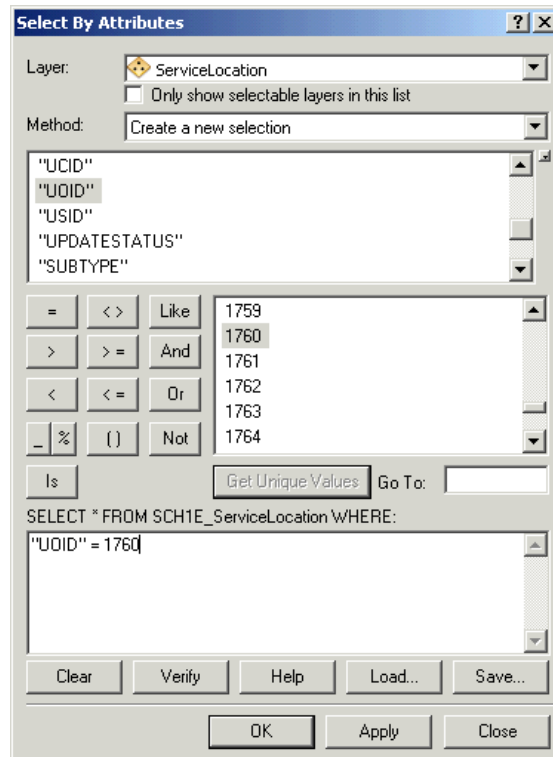 Select By Attributes
Layer: ServiceLocation
Only show selectable layers in this list
Method: Create a new selection
"UCID"
"UOID"
"USID"
"UPDATESTATUS"
"SUBTYPE"
= < > Like
> > = And
< < = Or
_ % ( ) Not
Is
1759
1760
1761
1762
1763
1764
Get Unique Values Go To:
SELECT * FROM SCH1E_ServiceLocation WHERE:
"UOID" = 1760
Clear Verify Help Load... Save...
OK Apply Close